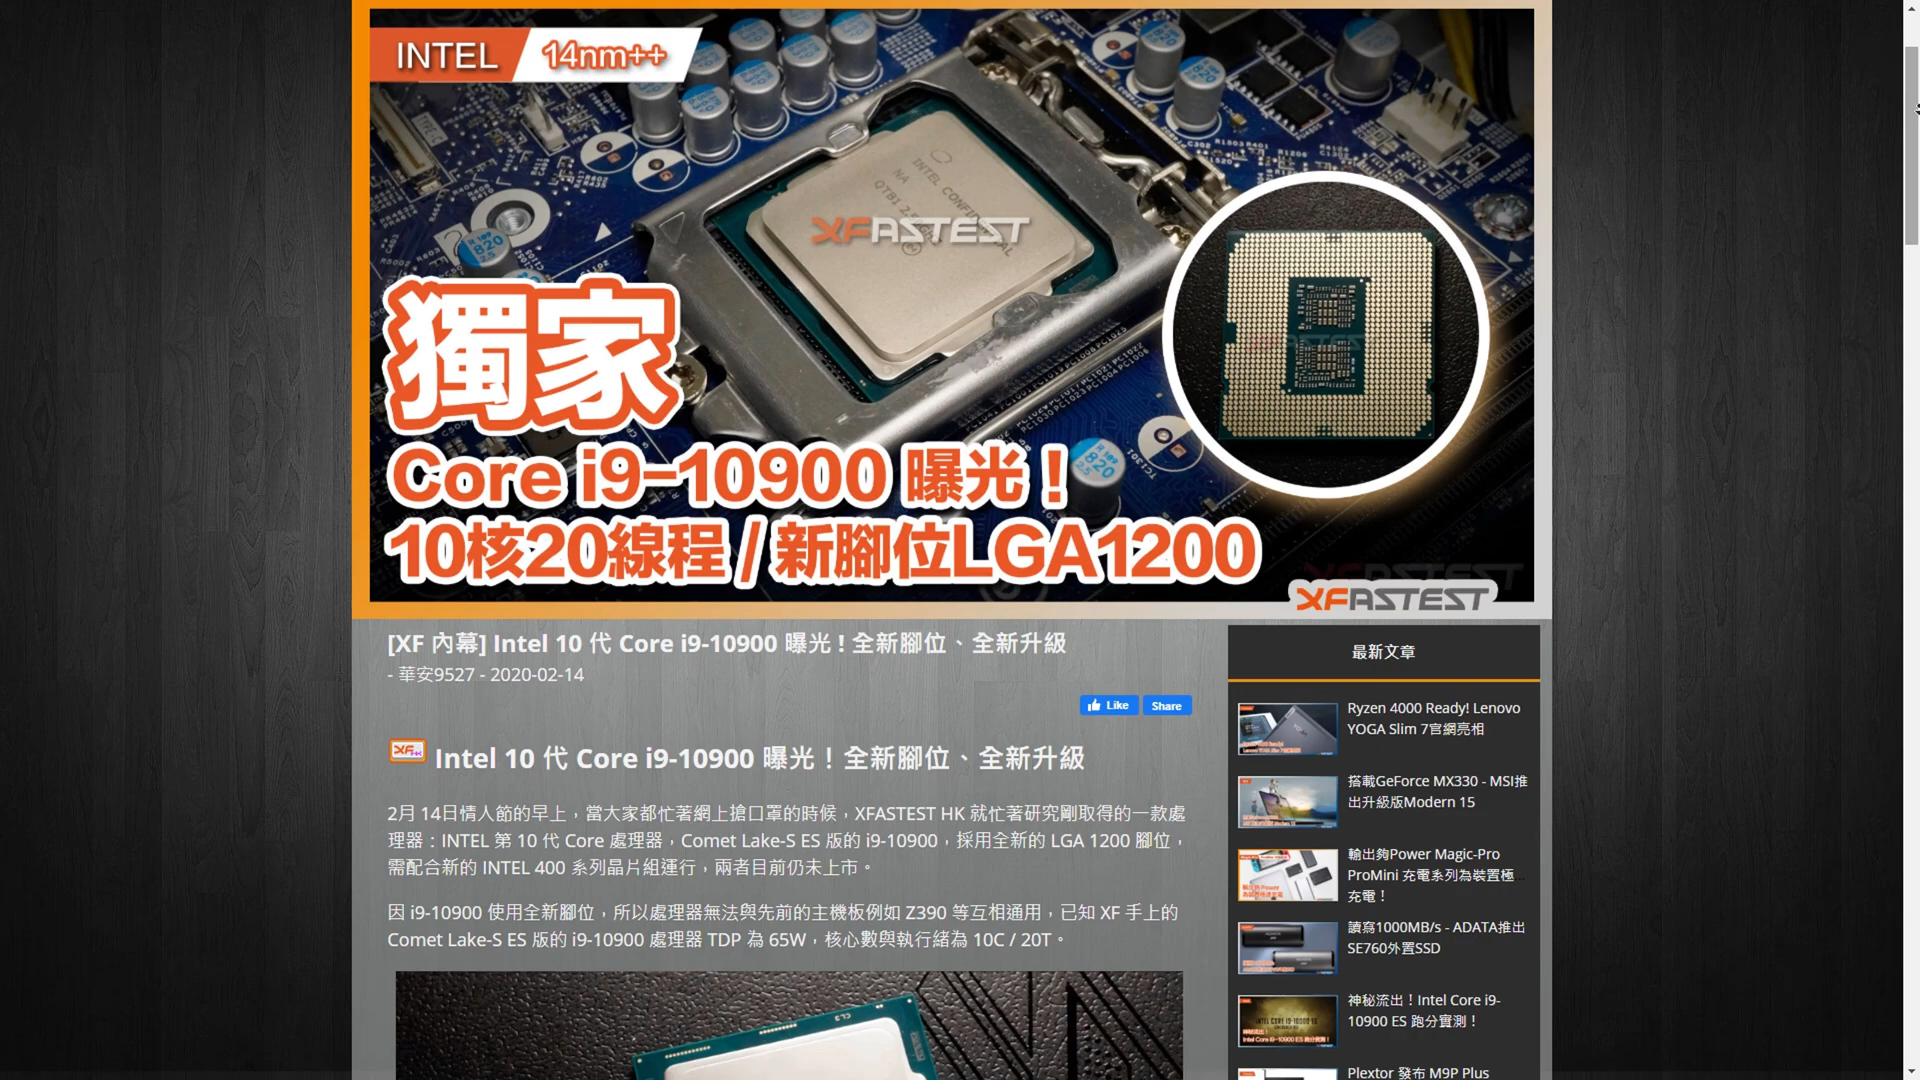 INTEL
14nm++
INTEL CONFIDENTIAL
XFASTEST
獨家
Core i9-10900 曝光！
10核20線程 / 新腳位LGA1200
XFASTEST
[XF 內幕] Intel 10 代 Core i9-10900 曝光 ! 全新腳位、全新升級
- 華安9527 - 2020-02-14
Like
Share
Intel 10 代 Core i9-10900 曝光！全新腳位、全新升級
2月 14日情人節的早上，當大家都忙著網上搶口罩的時候，XFASTEST HK 就忙著研究剛取得的一款處
理器：INTEL 第 10 代 Core 處理器，Comet Lake-S ES 版的 i9-10900，採用全新的 LGA 1200 腳位，
需配合新的 INTEL 400 系列晶片組運行，兩者目前仍未上市。
因 i9-10900 使用全新腳位，所以處理器無法與先前的主機板例如 Z390 等互相通用，已知 XF 手上的
Comet Lake-S ES 版的 i9-10900 處理器 TDP 為 65W，核心數與執行緒為 10C / 20T。
最新文章
Ryzen 4000 Ready! Lenovo
YOGA Slim 7官網亮相
搭載GeForce MX330 - MSI推
出升級版Modern 15
輸出夠Power Magic-Pro
ProMini 充電系列為裝置極
充電！
讀寫1000MB/s - ADATA推出
SE760外置SSD
神秘流出！Intel Core i9-
10900 ES 跑分實測！
Plextor 發布 M9P Plus